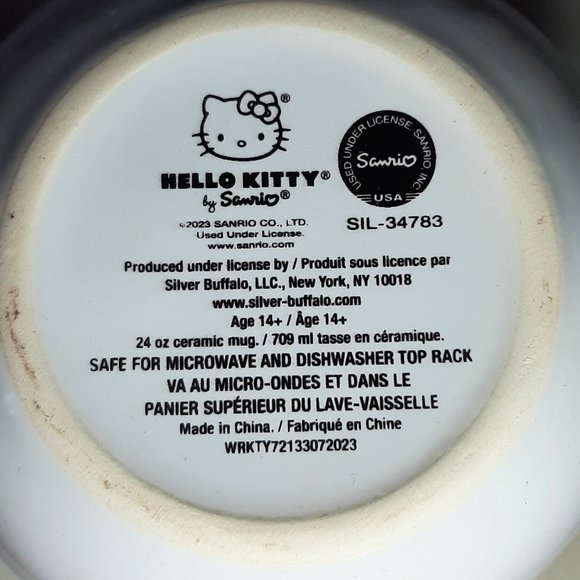 ®
HELLO KITTY®
by Sanrio®
©2023 SANRIO CO., LTD.
Used Under License.
www.sanrio.com
USED UNDER LICENSE SANRIO, INC.
Sanrio
USA
SIL-34783
Produced under license by / Produit sous licence par
Silver Buffalo, LLC., New York, NY 10018
www.silver-buffalo.com
Age 14+ / Âge 14+
24 oz ceramic mug. / 709 ml tasse en céramique.
SAFE FOR MICROWAVE AND DISHWASHER TOP RACK
VA AU MICRO-ONDES ET DANS LE
PANIER SUPÉRIEUR DU LAVE-VAISSELLE
Made in China. / Fabriqué en Chine
WRKTY72133072023